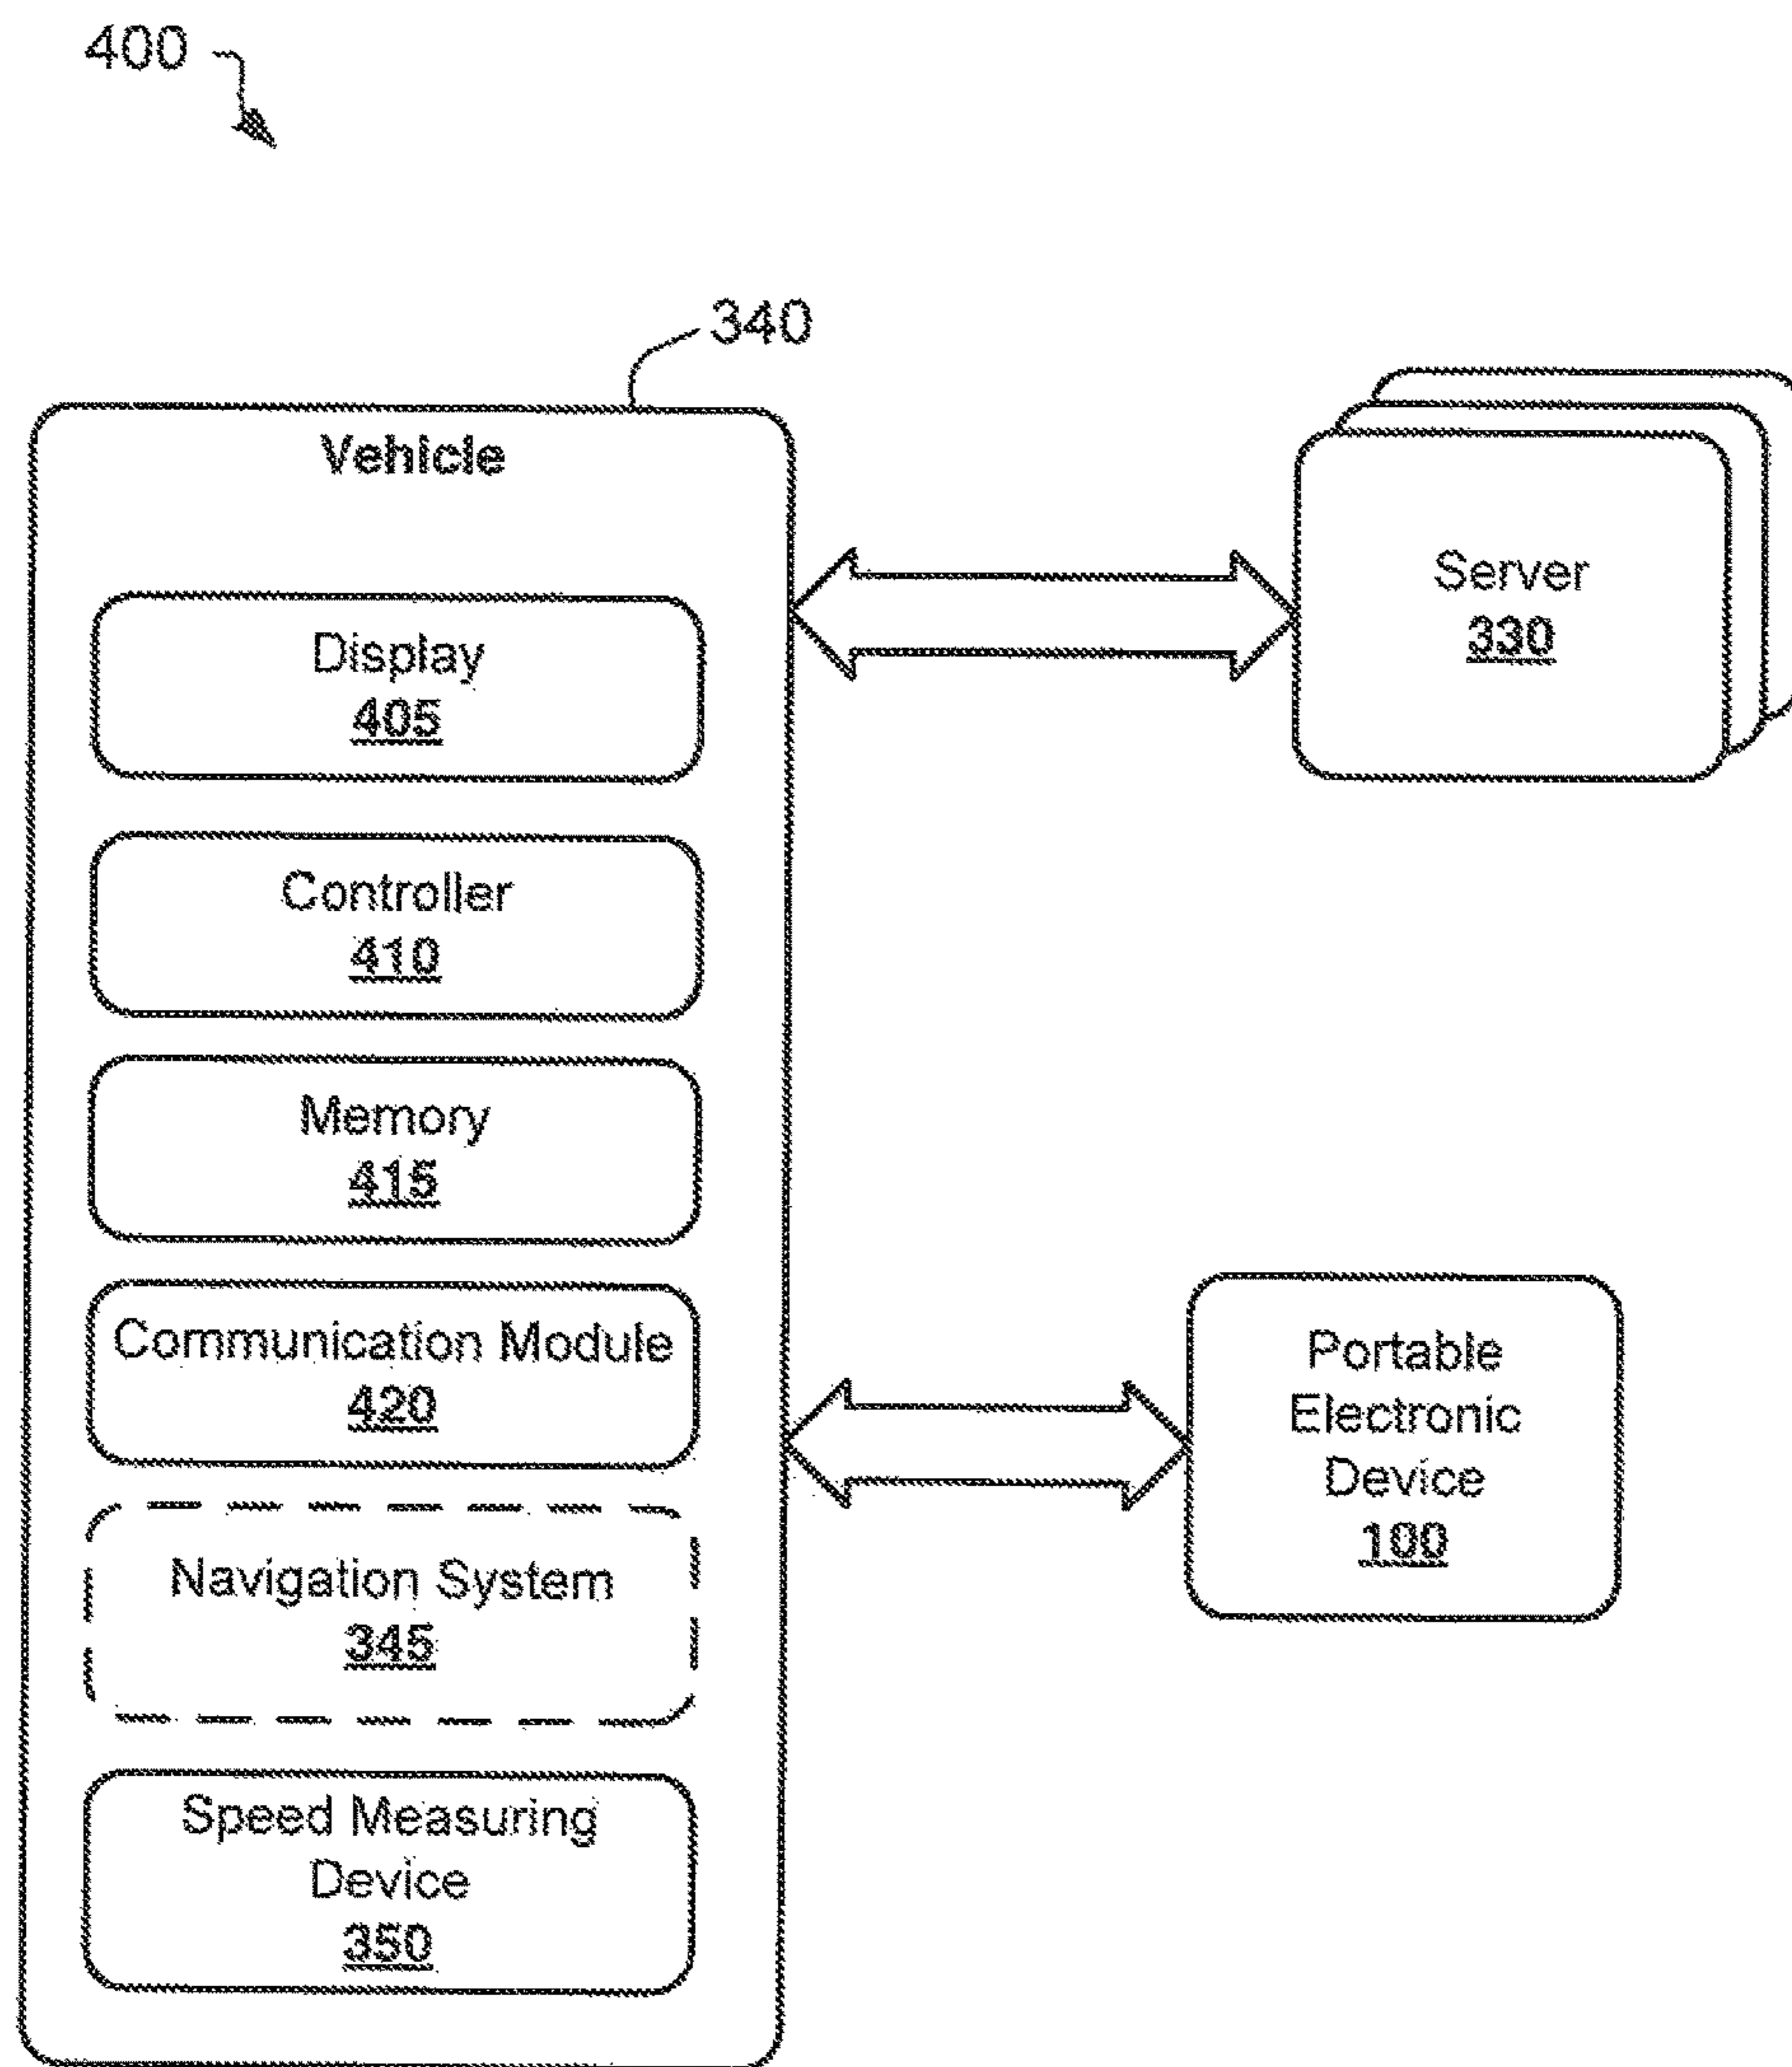 400
340
Vehicle
Display
405
Controller
410
Memory
415
Communication Module
420
Navigation System
345
Speed Measuring
Device
350
Server
330
Portable
Electronic
Device
100